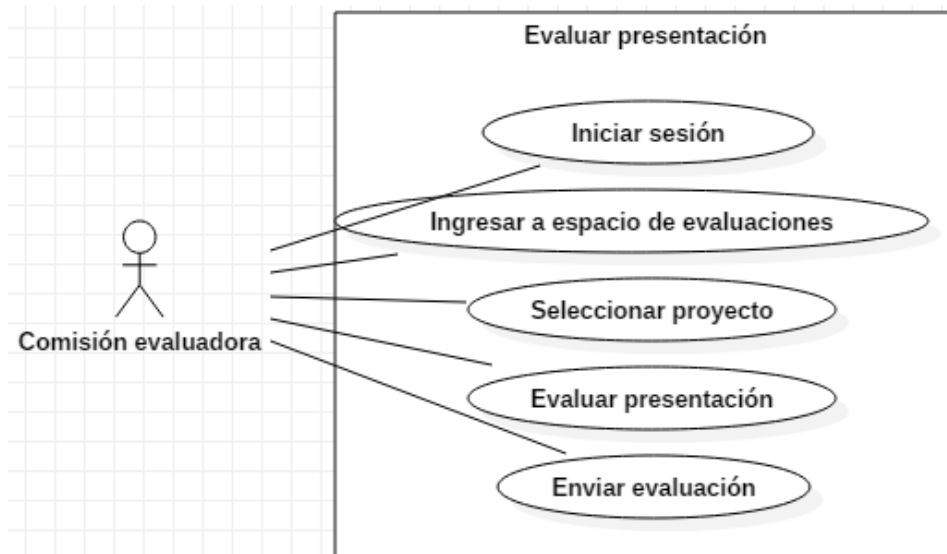 Evaluar presentación
Iniciar sesión
Ingresar a espacio de evaluaciones
Seleccionar proyecto
Comisión evaluadora
Evaluar presentación
Enviar evaluación